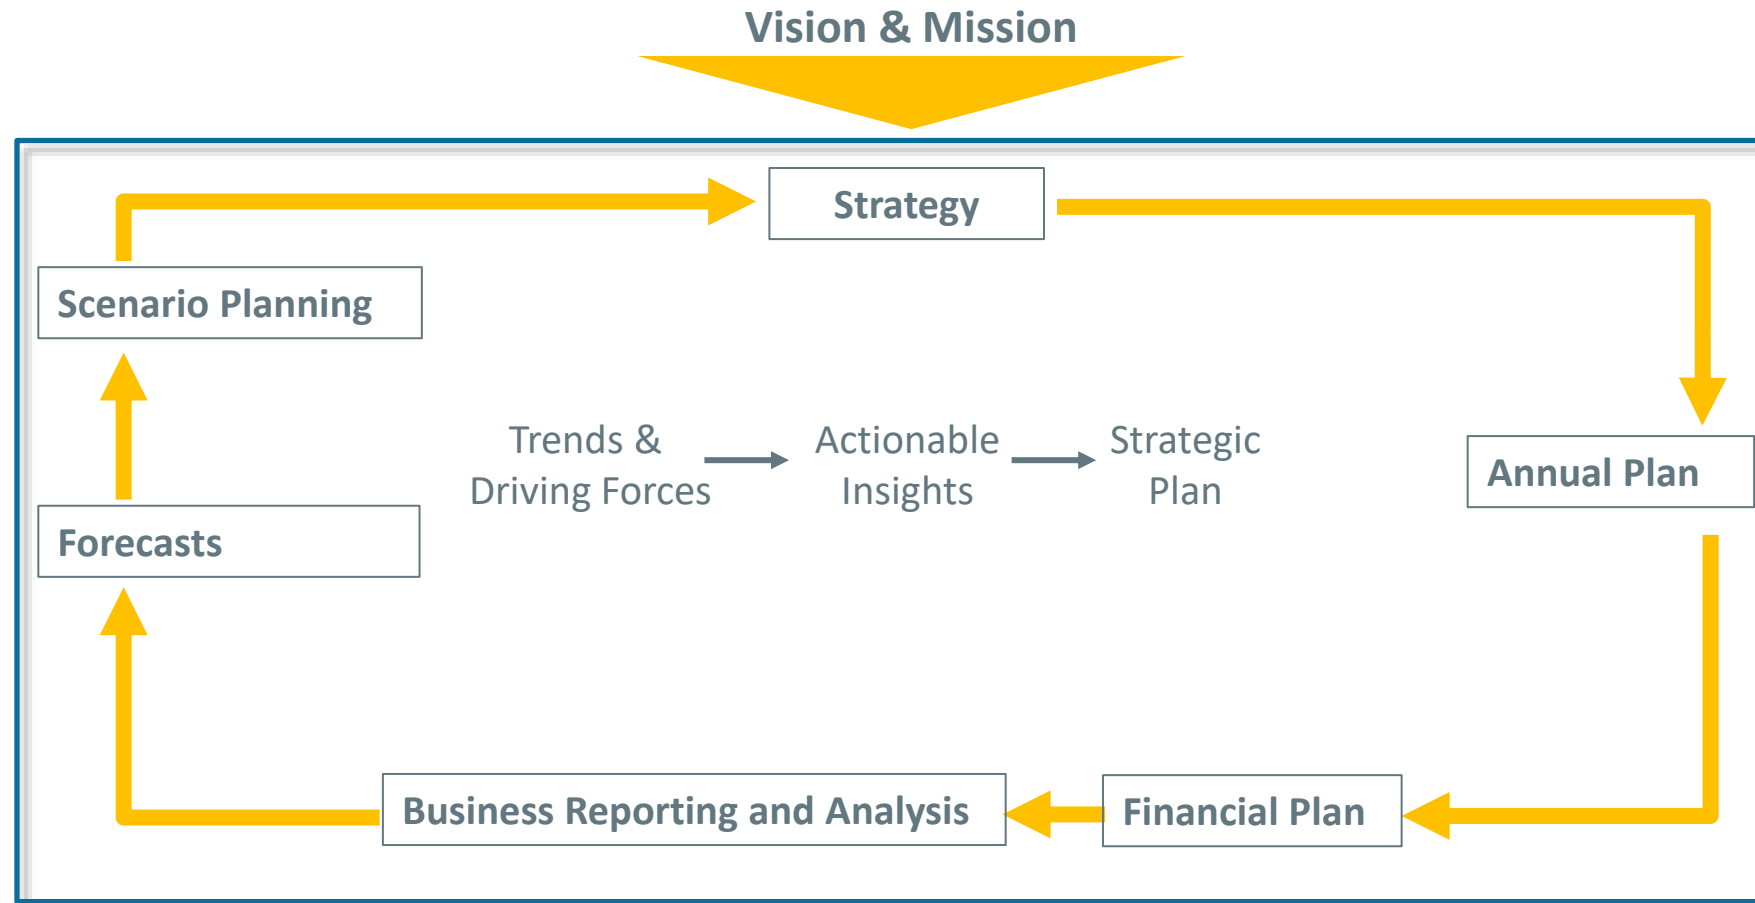 Vision & Mission
Strategy
Scenario Planning
Trends &
Driving Forces
Actionable
Insights
Strategic
Plan
Annual Plan
Forecasts
Business Reporting and Analysis
Financial Plan